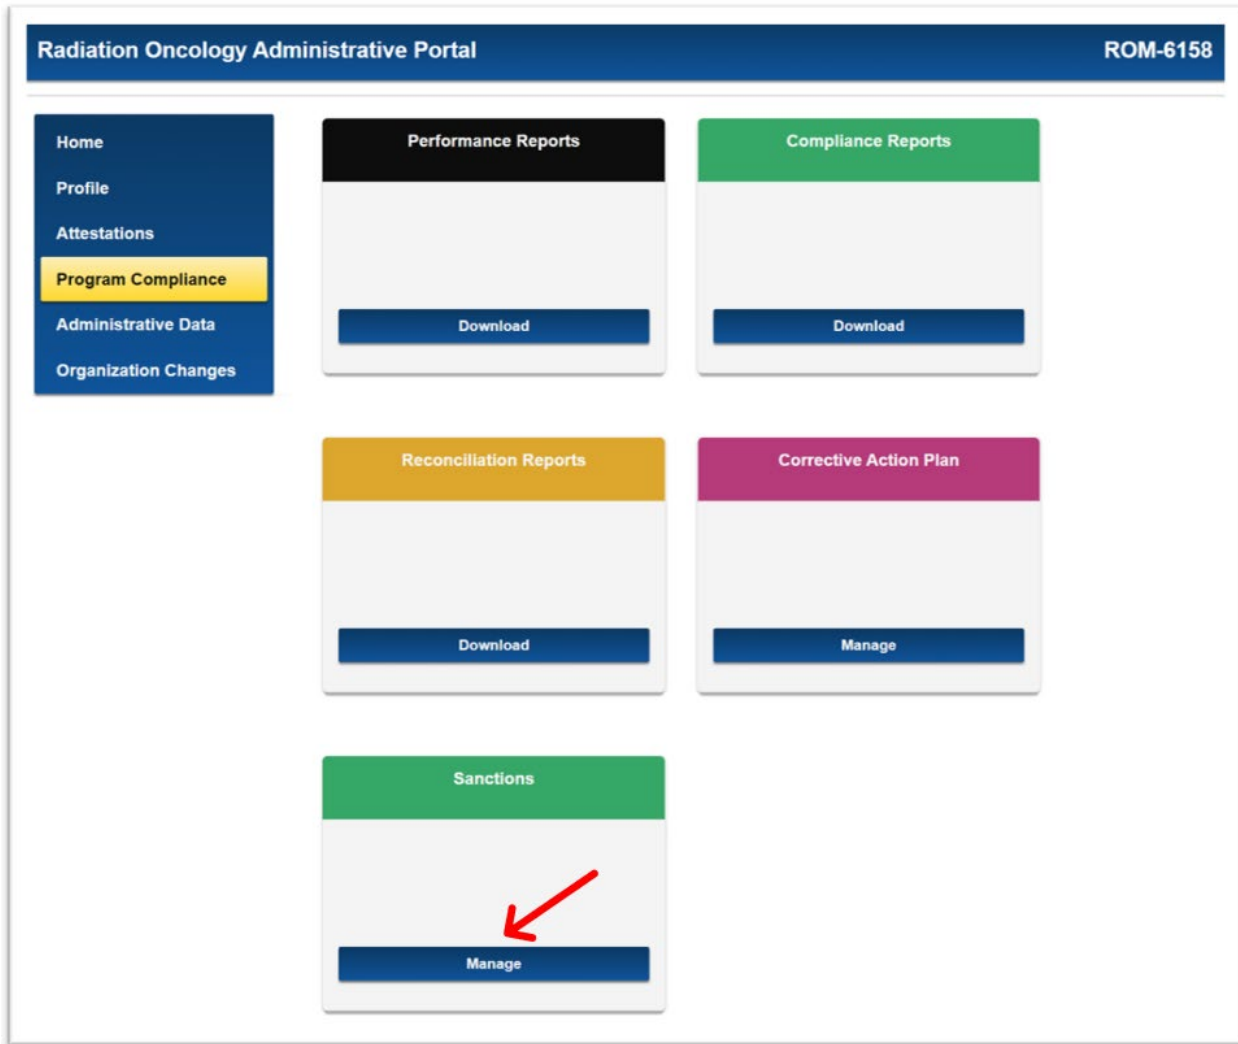 Radiation Oncology Administrative Portal
ROM-6158
Home
Profile
Attestations
Program Compliance
Administrative Data
Organization Changes
Performance Reports
Download
Compliance Reports
Download
Reconciliation Reports
Download
Corrective Action Plan
Manage
Sanctions
Manage